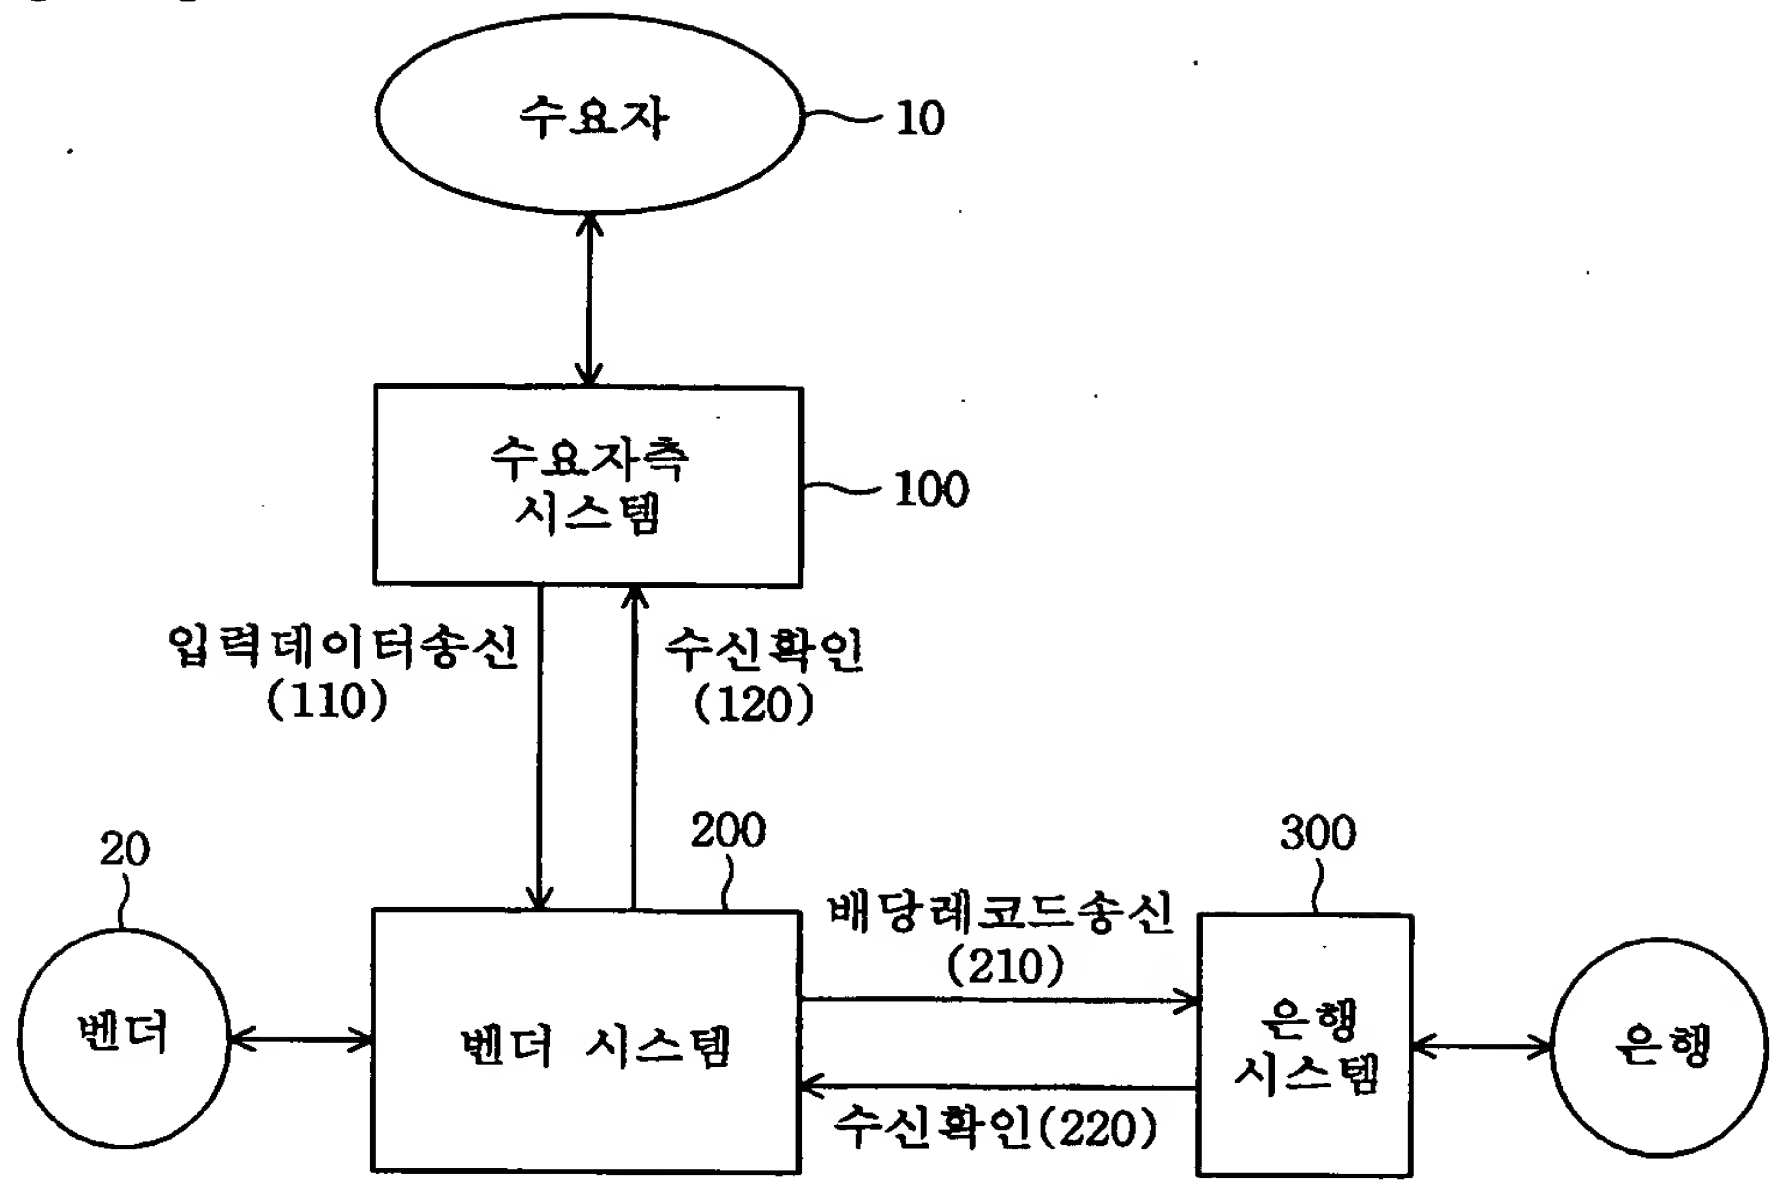 수요자
10
수요자측
시스템
100
입력데이터송신
(110)
수신확인
(120)
20
200
300
벤더
벤더 시스템
배당레코드송신
(210)
은행
시스템
은행
수신확인(220)